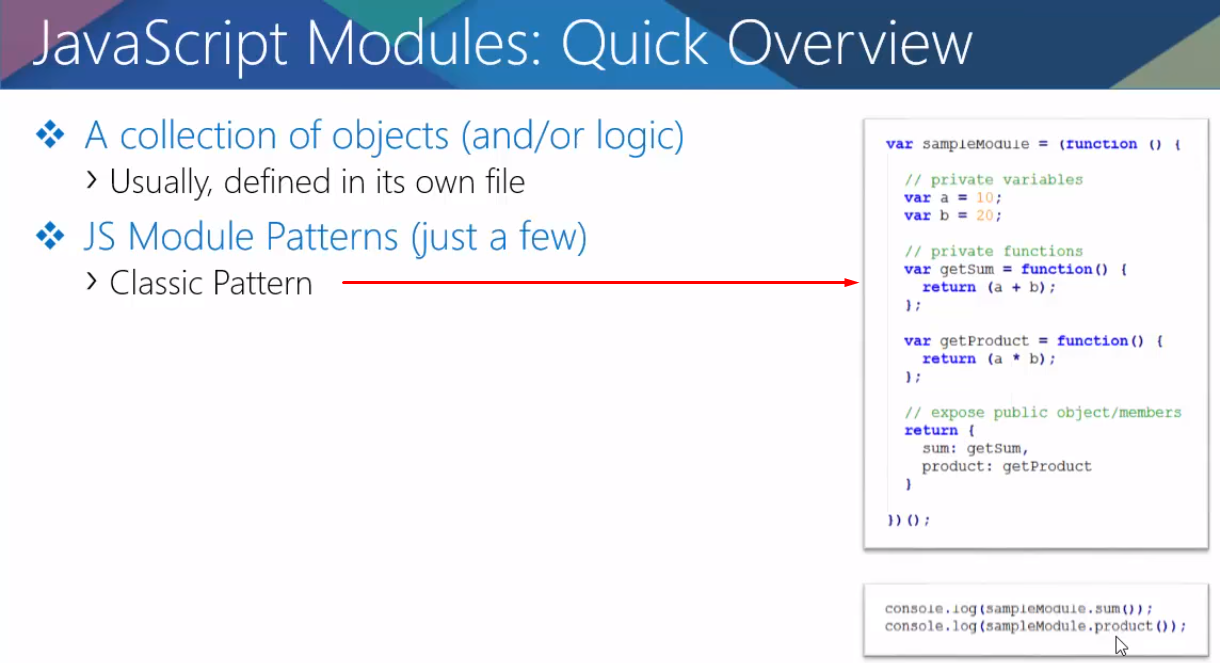 JavaScript Modules: Quick Overview
A collection of objects (and/or logic)
Usually, defined in its own file
JS Module Patterns (just a few)
Classic Pattern
var sampleModule = (function () {
// private variables
var a = 10;
var b = 20;
// private functions
var getSum = function() {
return (a + b);
};
var getProduct = function() {
return (a * b);
};
// expose public object/members
return {
sum: getSum,
product: getProduct
}
})();
console.log(sampleModule.sum());
console.log(sampleModule.product());